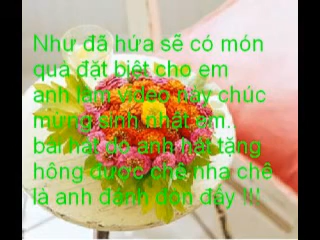 Như đã hứa sẽ có món
quà đặt biệt cho em
anh làm video này chúc
mừng sinh nhật em..
bài hát do anh hát tặng
hông được chê nha chê
là anh đánh đòn đấy !!!